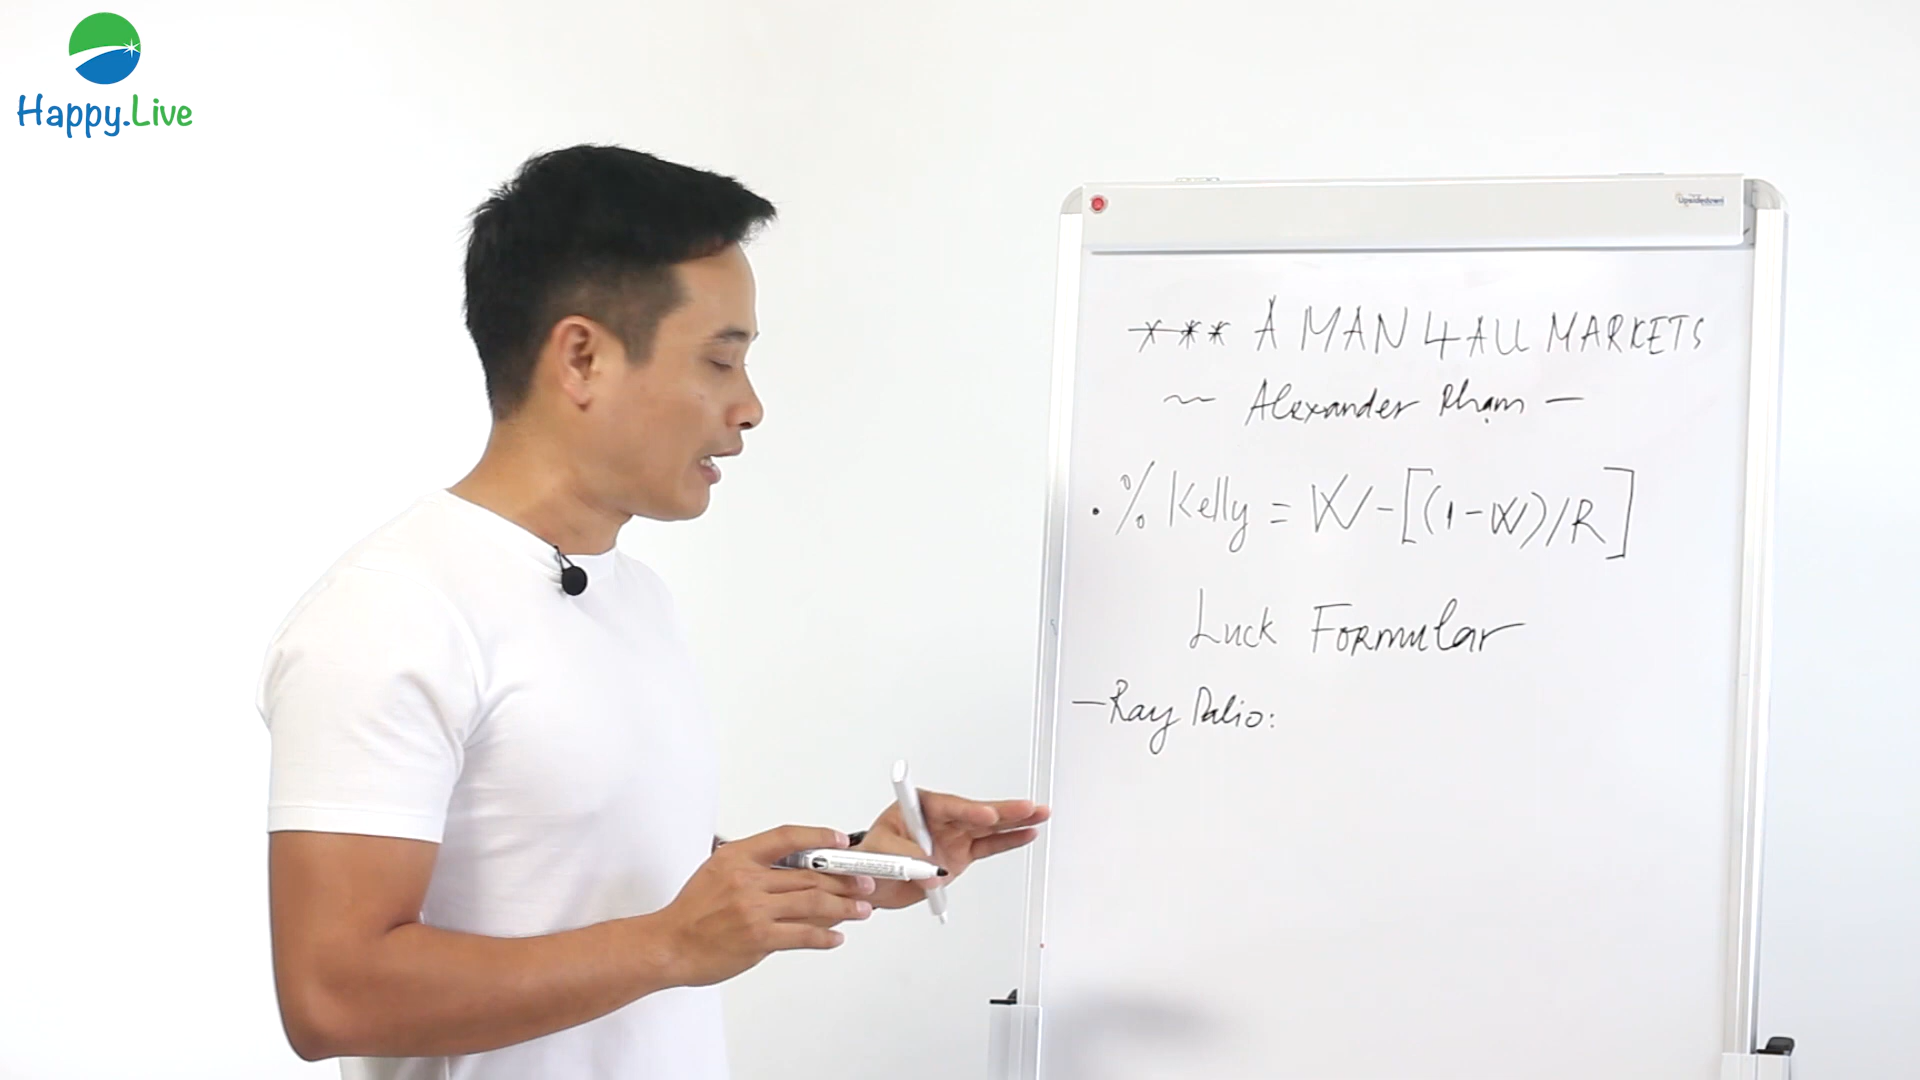 Happy.Live
*** A MAN 4 ALL MARKETS
~ Alexander Phạm —
. % Kelly = W - [(1-W)/R]
Luck Formular
— Ray Dalio: